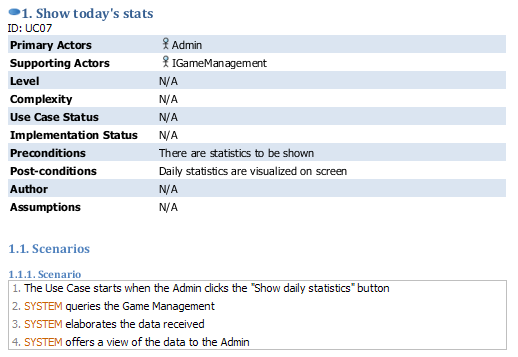 1. Show today's stats
ID: UC07
Primary Actors Admin
Supporting Actors IGameManagement
Level N/A
Complexity N/A
Use Case Status N/A
Implementation Status N/A
Preconditions There are statistics to be shown
Post-conditions Daily statistics are visualized on screen
Author N/A
Assumptions N/A
1.1. Scenarios
1.1.1. Scenario
1. The Use Case starts when the Admin clicks the "Show daily statistics" button
2. SYSTEM queries the Game Management
3. SYSTEM elaborates the data received
4. SYSTEM offers a view of the data to the Admin